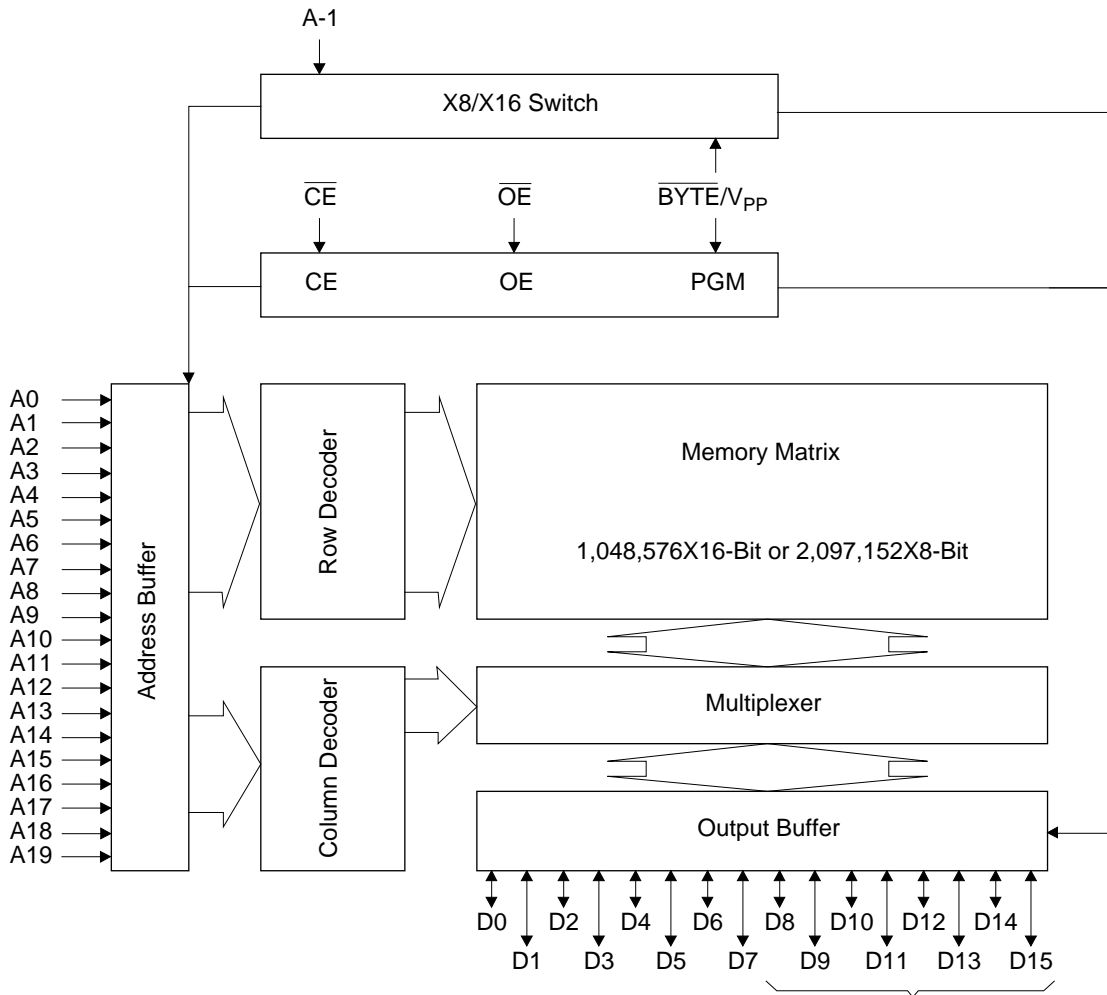 A-1
X8/X16 Switch
C̅E̅ O̅E̅ B̅Y̅T̅E̅/VPP
CE OE PGM
A0
A1
A2
A3
A4
A5
A6
A7
A8
A9
A10
A11
A12
A13
A14
A15
A16
A17
A18
A19
Address Buffer
Row Decoder
Column Decoder
Memory Matrix
1,048,576X16-Bit or 2,097,152X8-Bit
Multiplexer
Output Buffer
D0 D2 D4 D6 D8 D10 D12 D14
D1 D3 D5 D7 D9 D11 D13 D15